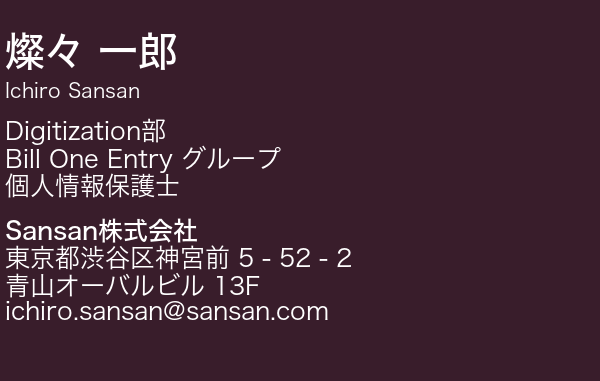 燦々 一郎
Ichiro Sansan
Digitization部
Bill One Entry グループ
個人情報保護士
Sansan株式会社
東京都渋谷区神宮前 5 - 52 - 2
青山オーバルビル 13F
ichiro.sansan@sansan.com